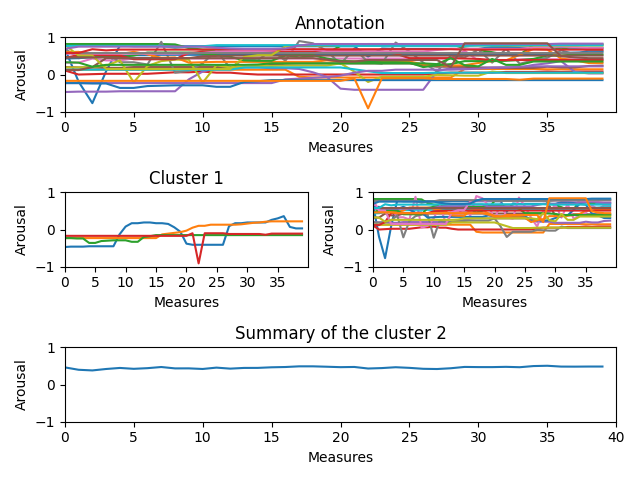 Annotation
Arousal
1
0
−1
0 5 10 15 20 25 30 35
Measures
Cluster 1
Cluster 2
Arousal
1
0
−1
0 5 10 15 20 25 30 35
Measures
Arousal
1
0
−1
0 5 10 15 20 25 30 35
Measures
Summary of the cluster 2
Arousal
1
0
−1
0 5 10 15 20 25 30 35 40
Measures